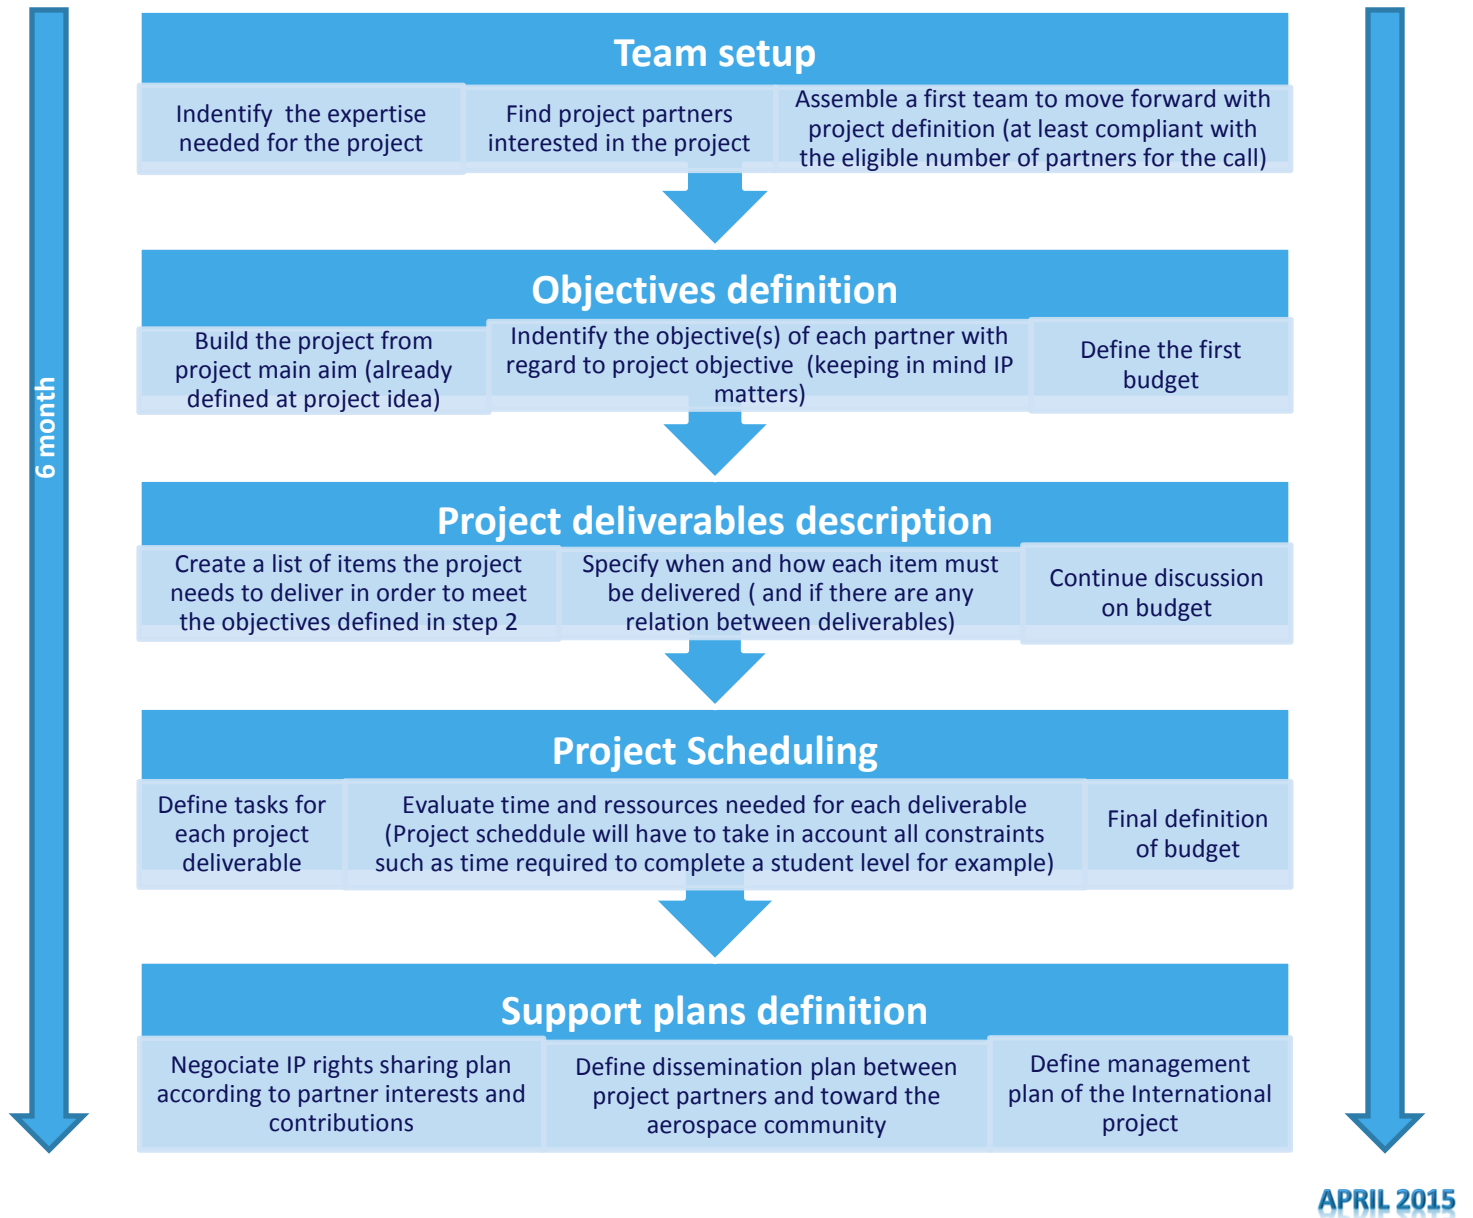 Team setup
Indentify the expertise
needed for the project
Find project partners
interested in the project
Assemble a first team to move forward with
project definition (at least compliant with
the eligible number of partners for the call)
Objectives definition
Build the project from
project main aim (already
defined at project idea)
Indentify the objective(s) of each partner with
regard to project objective (keeping in mind IP
matters)
Define the first
budget
6 month
Project deliverables description
Create a list of items the project
needs to deliver in order to meet
the objectives defined in step 2
Specify when and how each item must
be delivered ( and if there are any
relation between deliverables)
Continue discussion
on budget
Project Scheduling
Define tasks for
each project
deliverable
Evaluate time and ressources needed for each deliverable
(Project scheddule will have to take in account all constraints
such as time required to complete a student level for example)
Final definition
of budget
Support plans definition
Negociate IP rights sharing plan
according to partner interests and
contributions
Define dissemination plan between
project partners and toward the
aerospace community
Define management
plan of the International
project
APRIL 2015